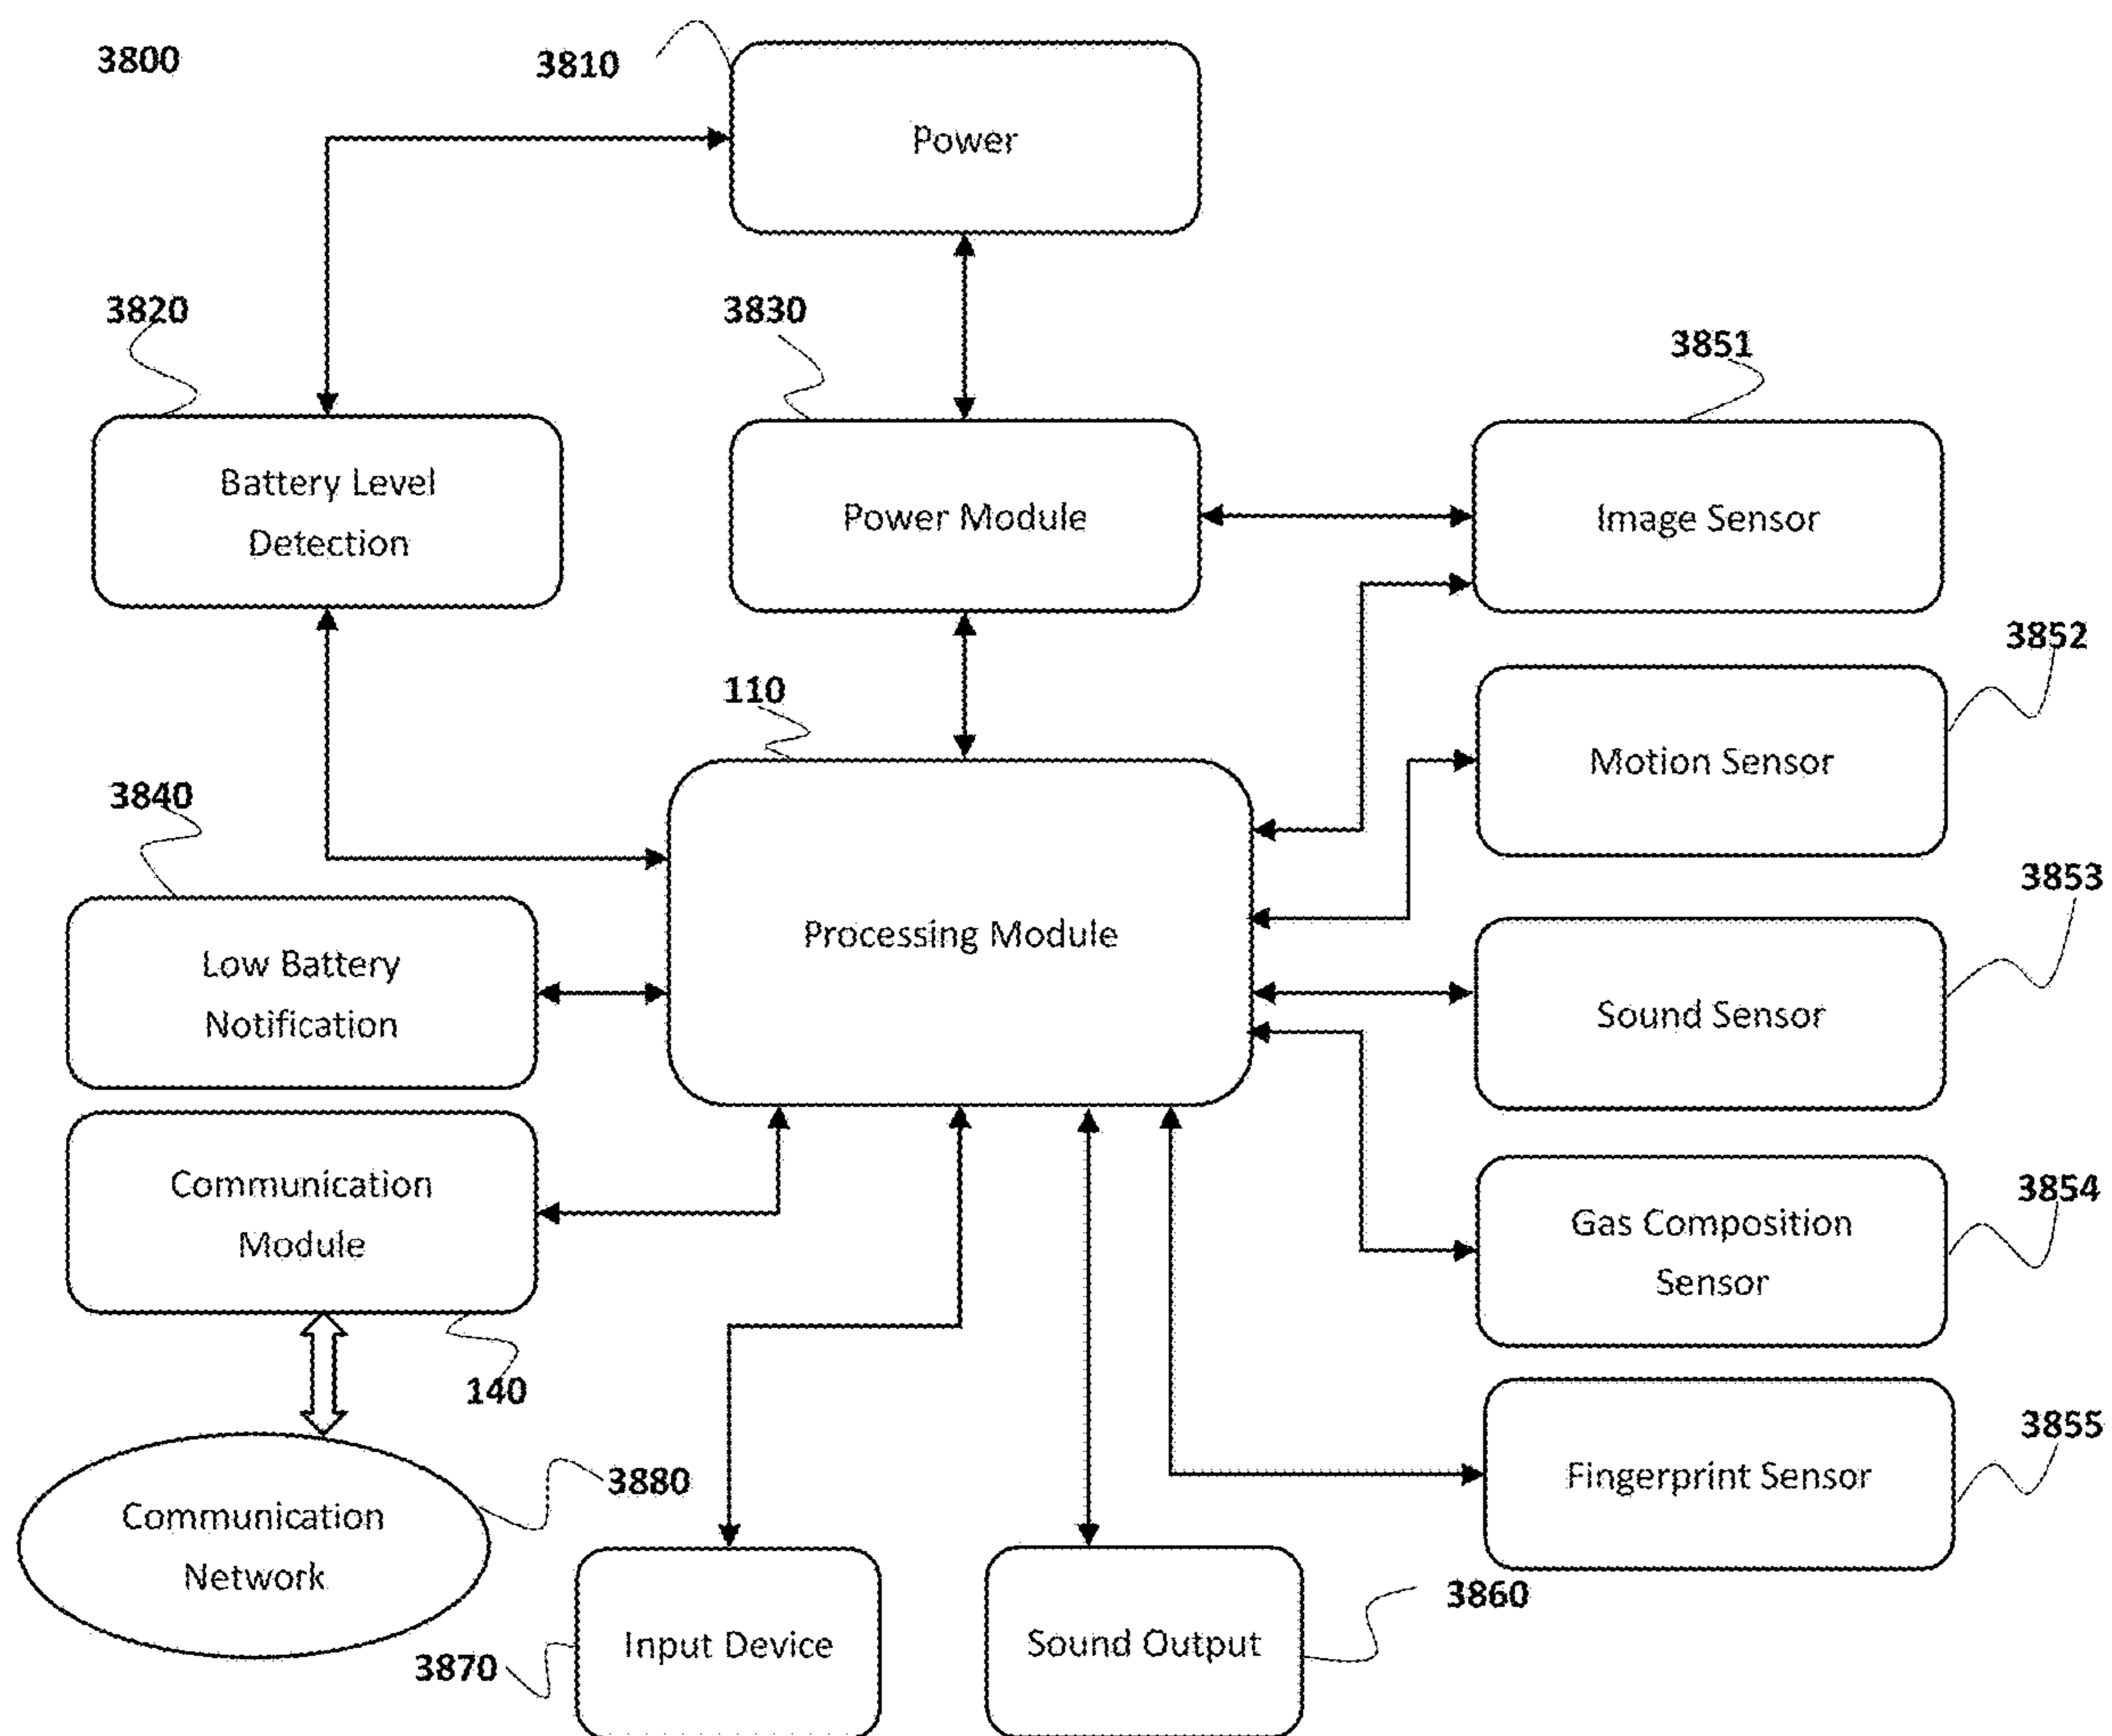 3800
3810
Power
3820
3830
3851
Battery Level
Detection
Power Module
Image Sensor
3852
110
Motion Sensor
3840
3853
Processing Module
Low Battery
Notification
Sound Sensor
Communication
Module
3854
Gas Composition
Sensor
140
3855
3880
Fingerprint Sensor
Communication
Network
3860
Input Device
Sound Output
3870